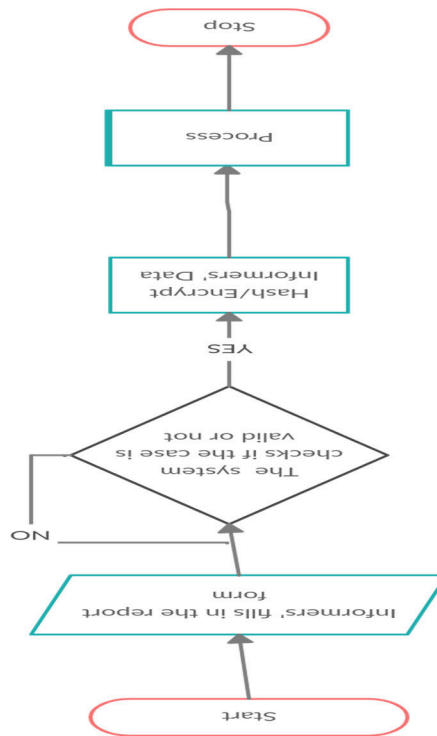 Start
Informers' fills in the report
form
NO
The system
checks if the case is
valid or not
YES
Hash/Encrypt
Informers' Data
Process
Stop